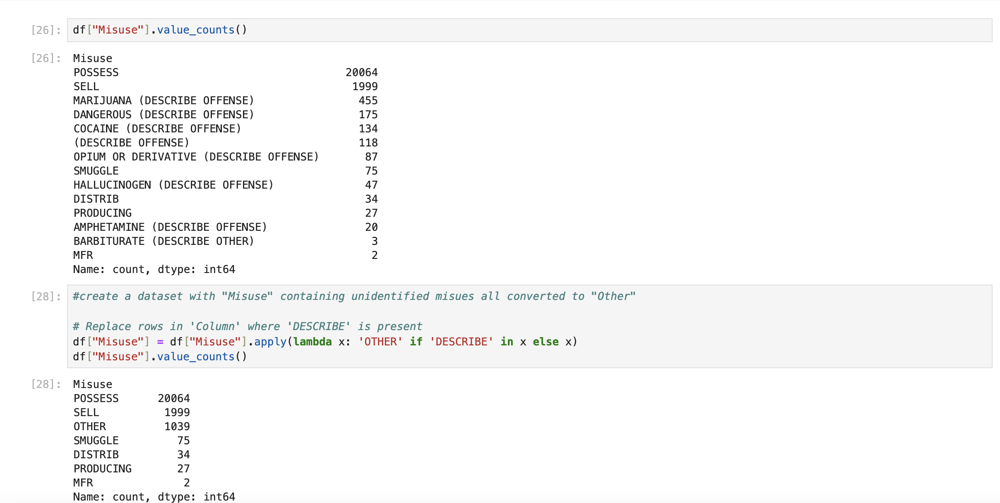 [26]: df["Misuse"].value_counts()
[26]: Misuse
POSSESS 20064
SELL 1999
MARIJUANA (DESCRIBE OFFENSE) 455
DANGEROUS (DESCRIBE OFFENSE) 175
COCAINE (DESCRIBE OFFENSE) 134
(DESCRIBE OFFENSE) 118
OPIUM OR DERIVATIVE (DESCRIBE OFFENSE) 87
SMUGGLE 75
HALLUCINOGEN (DESCRIBE OFFENSE) 47
DISTRIB 34
PRODUCING 27
AMPHETAMINE (DESCRIBE OFFENSE) 20
BARBITURATE (DESCRIBE OTHER) 3
MFR 2
Name: count, dtype: int64
[28]: #create a dataset with "Misuse" containing unidentified misues all converted to "Other"
# Replace rows in 'Column' where 'DESCRIBE' is present
df["Misuse"] = df["Misuse"].apply(lambda x: 'OTHER' if 'DESCRIBE' in x else x)
df["Misuse"].value_counts()
[28]: Misuse
POSSESS 20064
SELL 1999
OTHER 1039
SMUGGLE 75
DISTRIB 34
PRODUCING 27
MFR 2
Name: count, dtype: int64